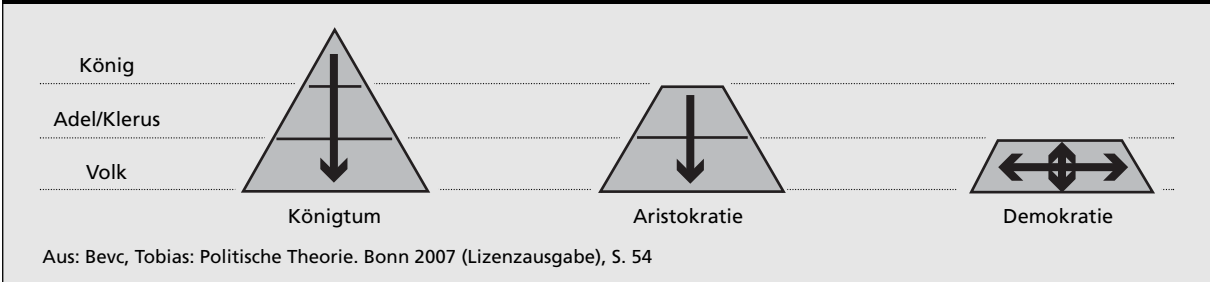 König
Adel/Klerus
Volk
Königtum Aristokratie Demokratie
Aus: Bevc, Tobias: Politische Theorie. Bonn 2007 (Lizenzausgabe), S. 54